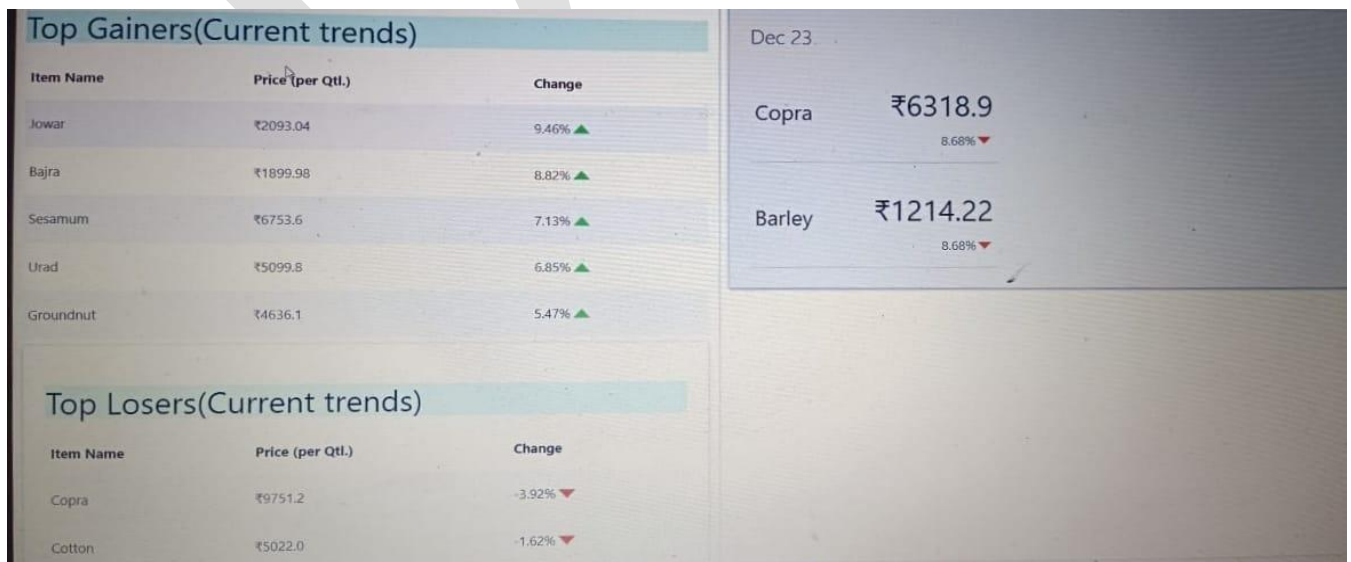 Top Gainers(Current trends)
Item Name Price (per Qtl.) Change
Jowar ₹2093.04 9.46% ▲
Bajra ₹1899.98 8.82% ▲
Sesamum ₹6753.6 7.13% ▲
Urad ₹5099.8 6.85% ▲
Groundnut ₹4636.1 5.47% ▲
Top Losers(Current trends)
Item Name Price (per Qtl.) Change
Copra ₹9751.2 -3.92% ▼
Cotton ₹5022.0 -1.62% ▼
Dec 23
Copra ₹6318.9
8.68% ▼
Barley ₹1214.22
8.68% ▼